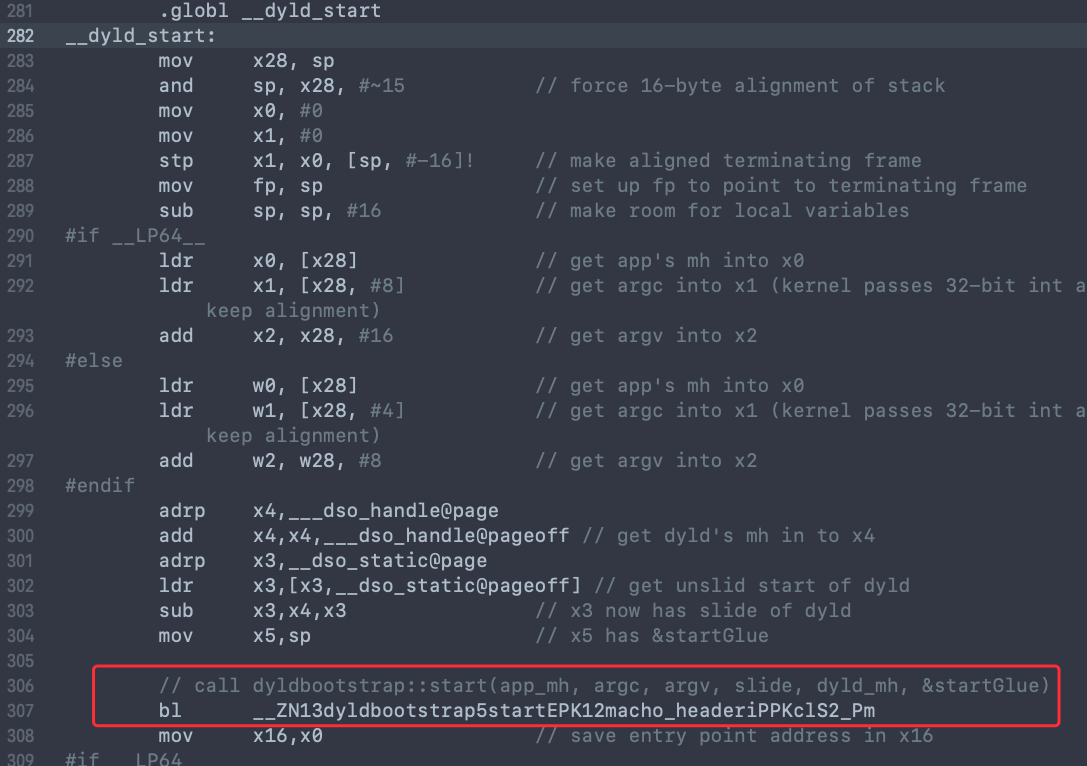 281 .globl __dyld_start
282 __dyld_start:
283 mov x28, sp
284 and sp, x28, #~15 // force 16-byte alignment of stack
285 mov x0, #0
286 mov x1, #0
287 stp x1, x0, [sp, #-16]! // make aligned terminating frame
288 mov fp, sp // set up fp to point to terminating frame
289 sub sp, sp, #16 // make room for local variables
290 #if __LP64__
291 ldr x0, [x28] // get app's mh into x0
292 ldr x1, [x28, #8] // get argc into x1 (kernel passes 32-bit int a
keep alignment)
293 add x2, x28, #16 // get argv into x2
294 #else
295 ldr w0, [x28] // get app's mh into x0
296 ldr w1, [x28, #4] // get argc into x1 (kernel passes 32-bit int a
keep alignment)
297 add w2, w28, #8 // get argv into x2
298 #endif
299 adrp x4,___dso_handle@page
300 add x4,x4,___dso_handle@pageoff // get dyld's mh in to x4
301 adrp x3,__dso_static@page
302 ldr x3,[x3,__dso_static@pageoff] // get unslid start of dyld
303 sub x3,x4,x3 // x3 now has slide of dyld
304 mov x5,sp // x5 has &startGlue
305
306 // call dyldbootstrap::start(app_mh, argc, argv, slide, dyld_mh, &startGlue)
307 bl __ZN13dyldbootstrap5startEPK12macho_headeriPPKclS2_Pm
308 mov x16,x0 // save entry point address in x16
309 #if __LP64__